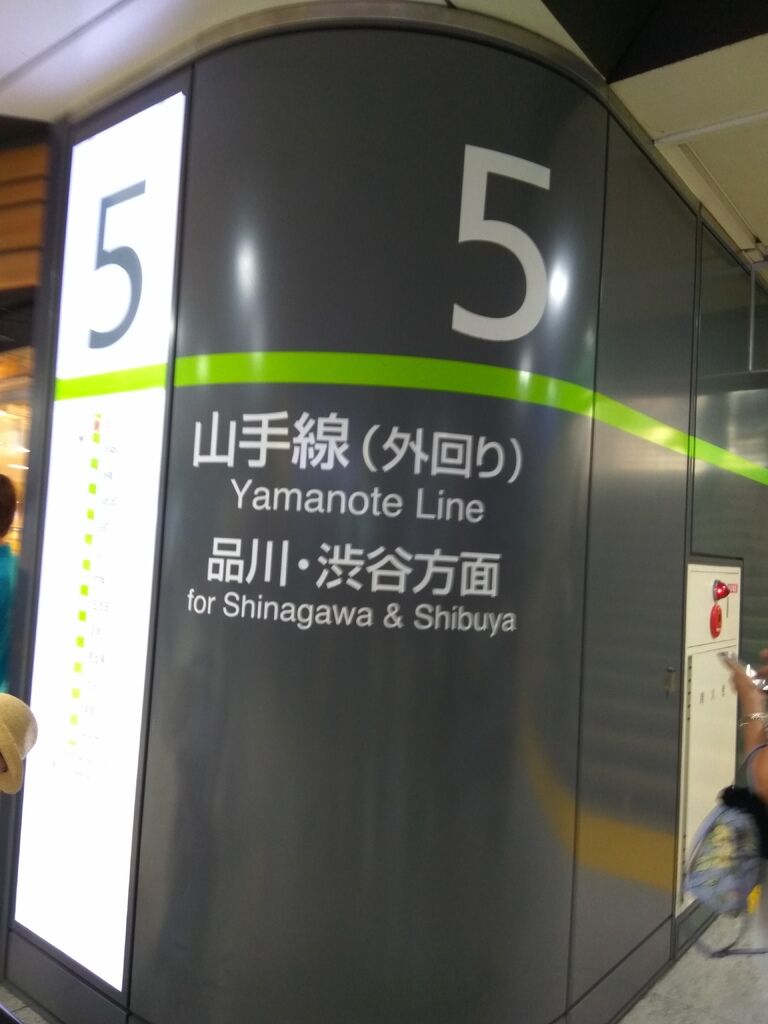 5
5
山手線（外回り）
Yamanote Line
品川・渋谷方面
for Shinagawa & Shibuya